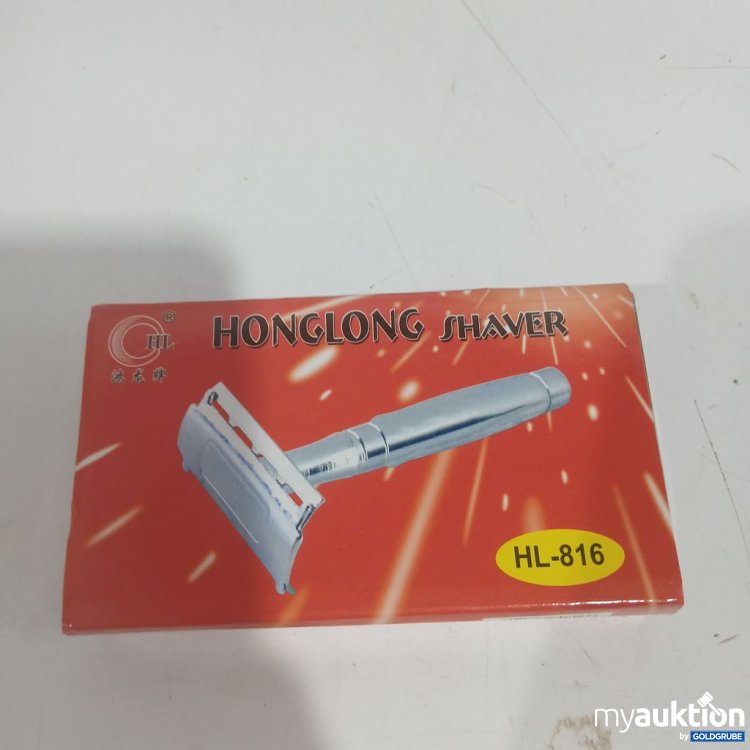 HL®
HONGLONG SHAVER
HL-816
myauktion
by GOLDGRUBE